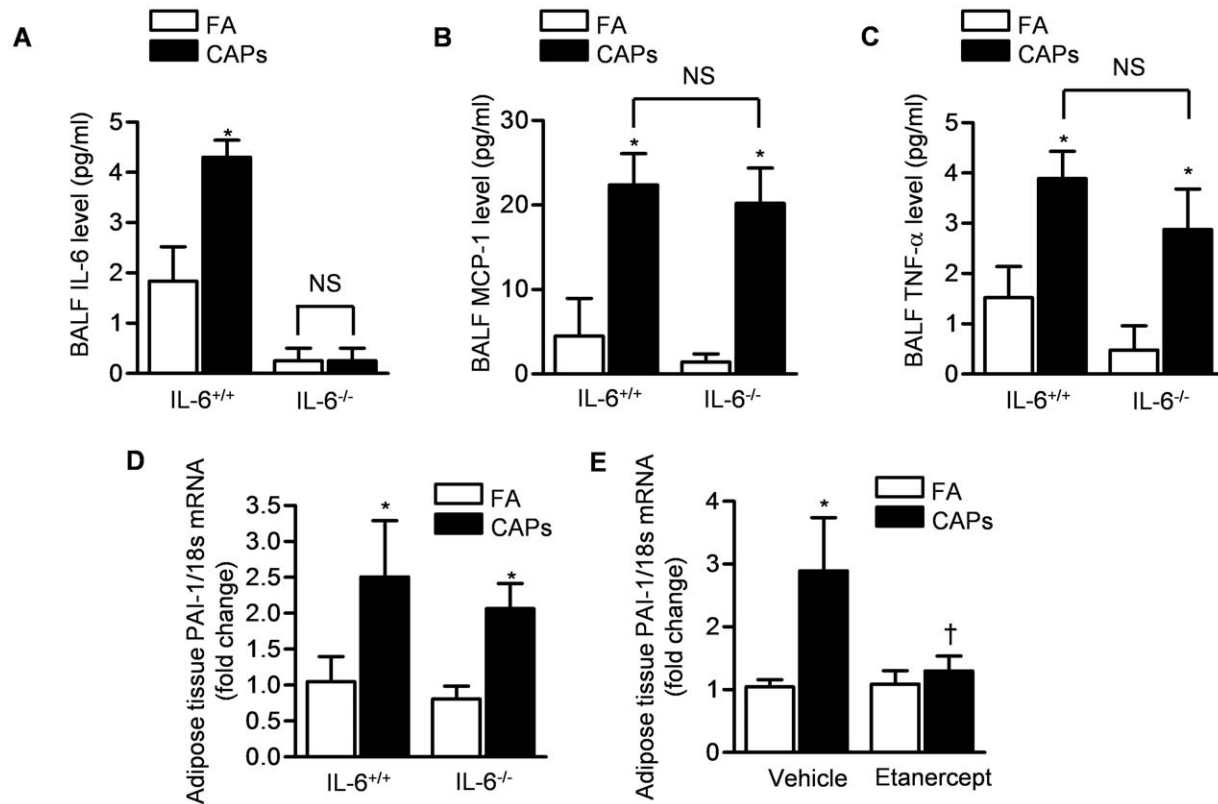 A
FA
CAPs
BALF IL-6 level (pg/ml)
5
4
3
2
1
0
*
NS
IL-6+/+ IL-6-/-
B
FA
CAPs
NS
BALF MCP-1 level (pg/ml)
30
20
10
0
*
*
IL-6+/+ IL-6-/-
C
FA
CAPs
NS
BALF TNF-α level (pg/ml)
5
4
3
2
1
0
*
*
IL-6+/+ IL-6-/-
D
Adipose tissue PAI-1/18s mRNA
(fold change)
FA
CAPs
3.5
3.0
2.5
2.0
1.5
1.0
0.5
0.0
*
*
IL-6+/+ IL-6-/-
E
Adipose tissue PAI-1/18s mRNA
(fold change)
FA
CAPs
4
3
2
1
0
*
†
Vehicle Etanercept